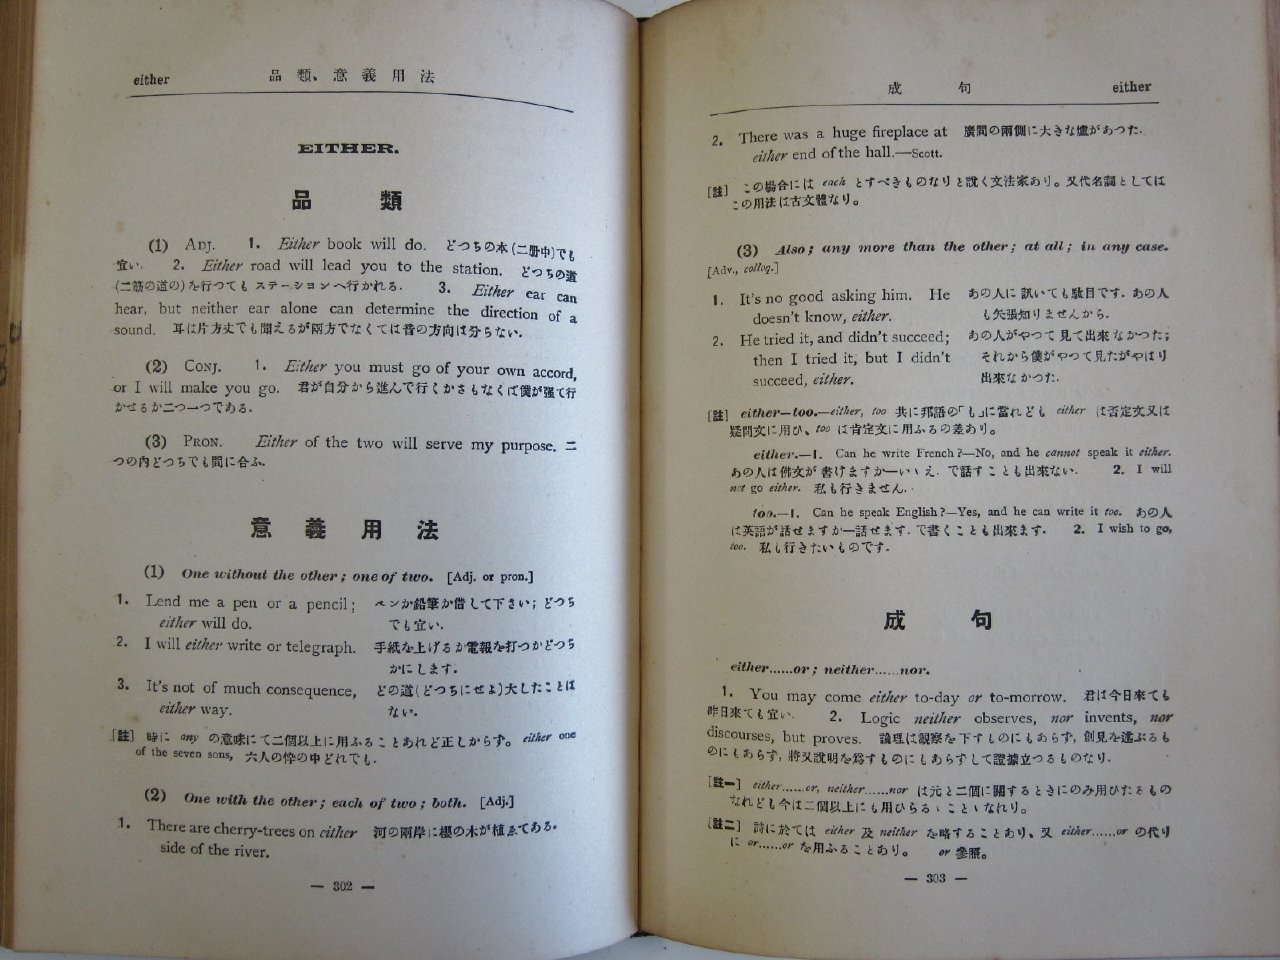 either 品類、意義用法
EITHER.
品類
(1) ADJ. 1. Either book will do. どつちの本(二册中)でも
宜い. 2. Either road will lead you to the station. どつちの道
(二筋の道の)を行つても ステーションへ行かれる. 3. Either ear can
hear, but neither ear alone can determine the direction of a
sound. 耳は片方丈でも聞えるが兩方でなくては音の方向は分らない.
(2) CONJ. 1. Either you must go of your own accord,
or I will make you go. 君が自分から進んで行くかさもなくば僕が强て行
かせるか二つ一つである.
(3) PRON. Either of the two will serve my purpose. 二
つの内どつちでも間に合ふ.
意義用法
(1) One without the other; one of two. [Adj. or pron.]
1. Lend me a pen or a pencil; ペンか鉛筆か借して下さい; どつち
either will do. でも宜い.
2. I will either write or telegraph. 手紙を上げるか電報を打つかどつち
かにします.
3. It's not of much consequence, どの道(どつちにせよ)大したことは
either way. ない.
[註] 時に any の意味にて二個以上に用ふることあれど正しからず。 either one
of the seven sons, 六人の悴の中どれでも.
(2) One with the other; each of two; both. [Adj.]
1. There are cherry-trees on either 河の兩岸に櫻の木が植ゑてある.
side of the river.
— 302 —
成句 either
2. There was a huge fireplace at 廣間の兩側に大きな爐があつた.
either end of the hall.—Scott.
[註] この場合には each とすべきものなりと說く文法家あり。又代名詞としては
この用法は古文體なり。
(3) Also; any more than the other; at all; in any case.
[Adv., colloq.]
1. It's no good asking him. He あの人に訊いても駄目です. あの人
doesn't know, either. も矢張知りませんから.
2. He tried it, and didn't succeed; あの人がやつて見て出來なかつた;
then I tried it, but I didn't それから僕がやつて見たがやはり
succeed, either. 出來なかつた.
[註] either—too.—either, too 共に邦語の「も」に當れども either は否定文又は
疑問文に用ひ、too は肯定文に用ふるの差あり。
either.—1. Can he write French?—No, and he cannot speak it either.
あの人は佛文が書けますか—いゝえ. で話すことも出來ない. 2. I will
not go either. 私も行きません.
too.—1. Can he speak English?—Yes, and he can write it too. あの人
は英語が話せますか—話せます. で書くことも出來ます. 2. I wish to go,
too. 私も行きたいものです.
成句
either......or; neither......nor.
1. You may come either to-day or to-morrow. 君は今日來ても
昨日來ても宜い. 2. Logic neither observes, nor invents, nor
discourses, but proves. 論理は觀察を下すものにもあらず, 創見を述ぶるも
のにもあらず, 將又說明を爲すものにもあらずして證據立つるものなり.
[註一] either......or, neither......nor は元と二個に關するときにのみ用ひたるもの
なれども今は二個以上にも用ひらるゝことゝなれり。
[註二] 詩に於ては either 及 neither を略することあり、又 either......or の代り
に or......or を用ふることあり。 or 參照。
— 303 —